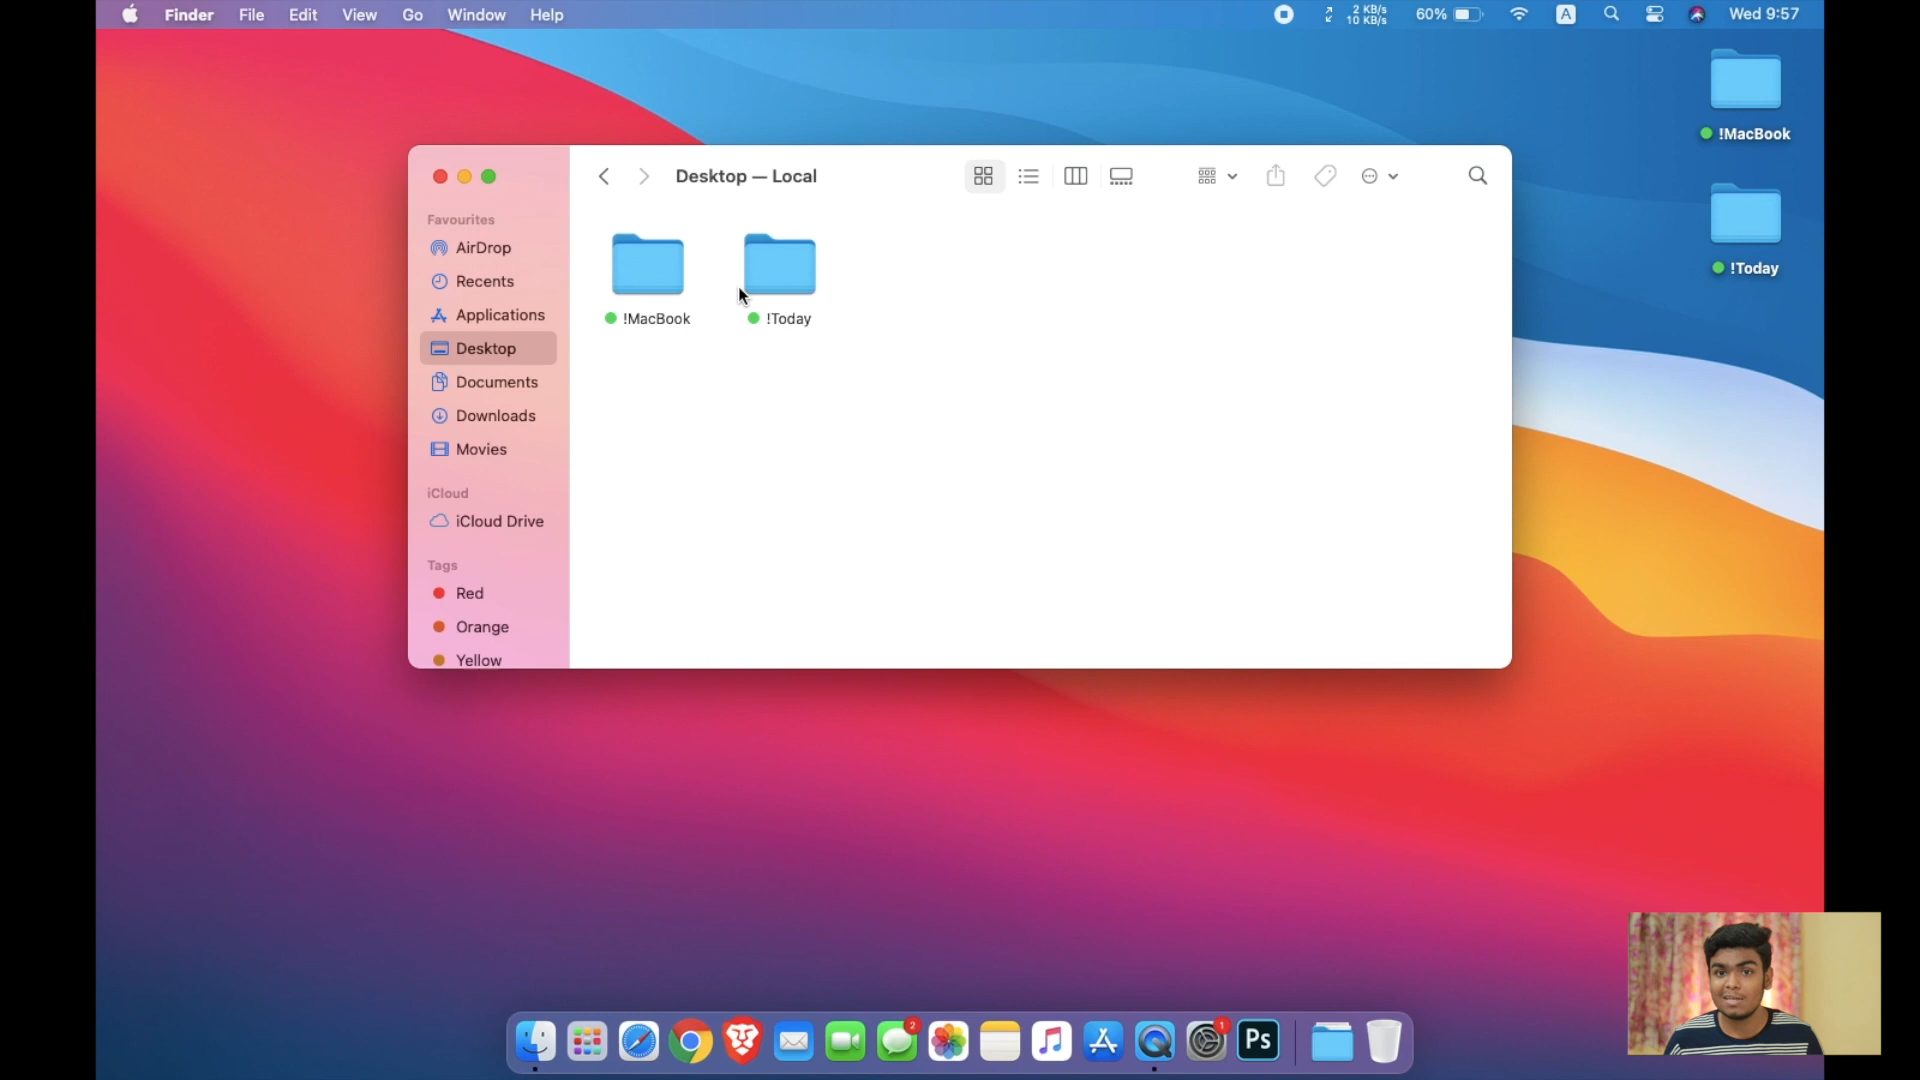 Finder File Edit View Go Window Help
2 KB/s
10 KB/s
60%
A
Wed 9:57
!MacBook
!Today
Desktop — Local
Favourites
AirDrop
Recents
Applications
Desktop
Documents
Downloads
Movies
iCloud
iCloud Drive
Tags
Red
Orange
Yellow
!MacBook
!Today
2
1
Ps